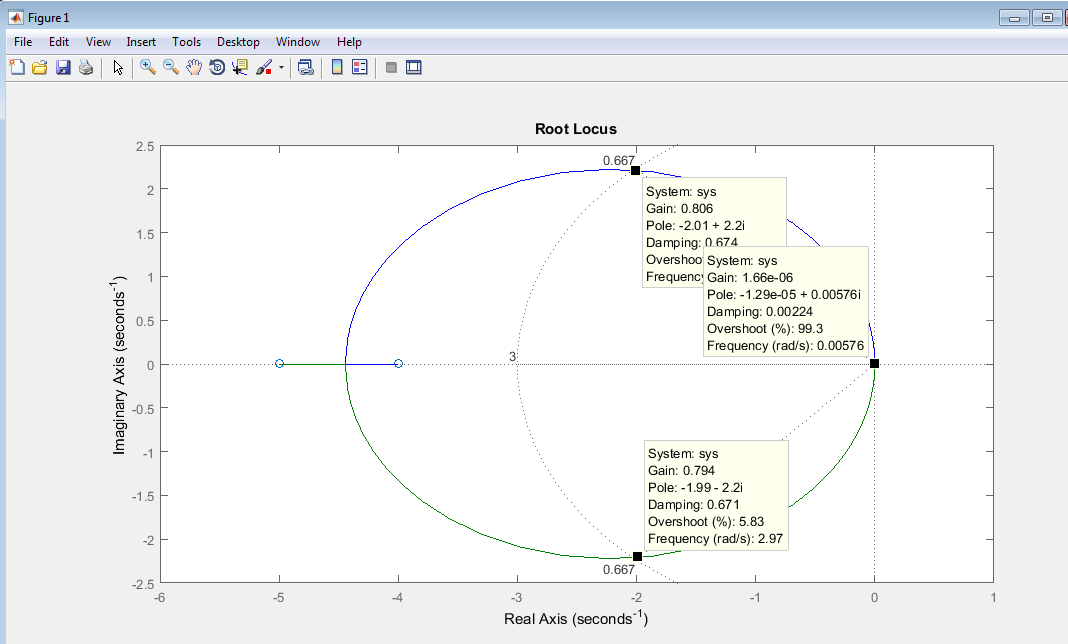 Figure 1
File Edit View Insert Tools Desktop Window Help
Root Locus
2.5
2
1.5
1
0.5
0
-0.5
-1
-1.5
-2
-2.5
Imaginary Axis (seconds-1)
0.667
System: sys
Gain: 0.806
Pole: -2.01 + 2.2i
Damping: 0.674
Overshoo
Frequency
System: sys
Gain: 1.66e-06
Pole: -1.29e-05 + 0.00576i
Damping: 0.00224
Overshoot (%): 99.3
Frequency (rad/s): 0.00576
3
System: sys
Gain: 0.794
Pole: -1.99 - 2.2i
Damping: 0.671
Overshoot (%): 5.83
Frequency (rad/s): 2.97
0.667
-6 -5 -4 -3 -2 -1 0 1
Real Axis (seconds-1)